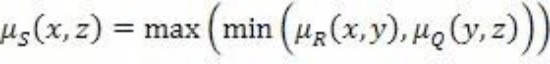 μ_S(x, z) = max(min(μ_R(x, y), μ_Q(y, z)))